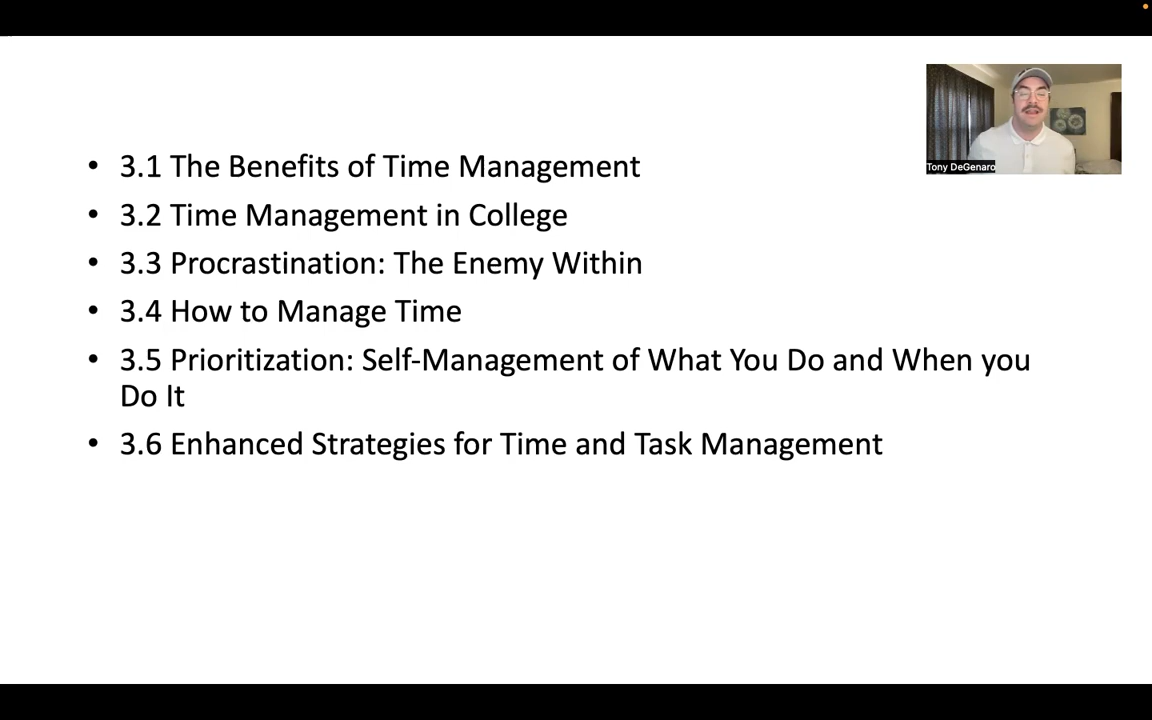 • 3.1 The Benefits of Time Management
• 3.2 Time Management in College
• 3.3 Procrastination: The Enemy Within
• 3.4 How to Manage Time
• 3.5 Prioritization: Self-Management of What You Do and When you
Do It
• 3.6 Enhanced Strategies for Time and Task Management
Tony DeGenaro